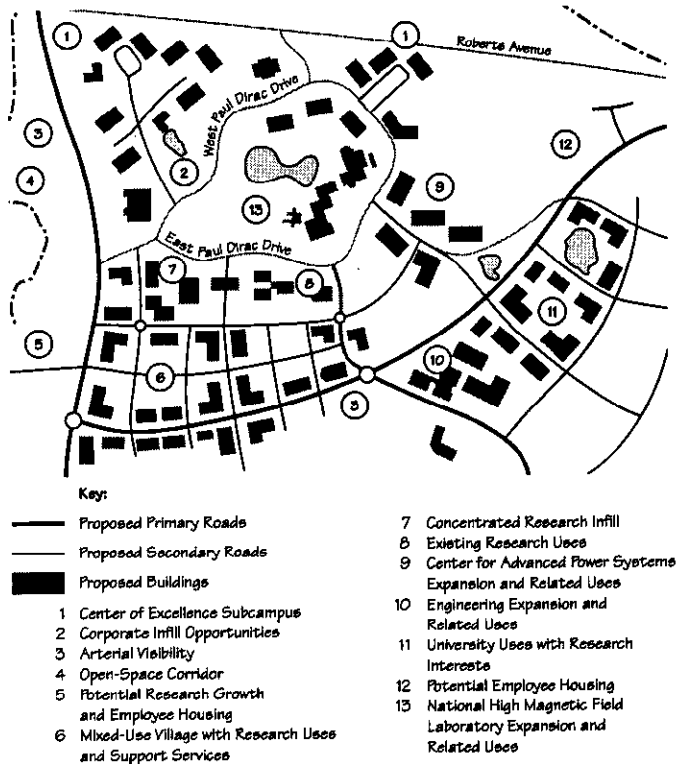 1
1
Roberts Avenue
West Paul Dirac Drive
3
12
2
4
9
13
East Paul Dirac Drive
7
8
11
5
10
6
3
Key:
Proposed Primary Roads
Proposed Secondary Roads
Proposed Buildings
1 Center of Excellence Subcampus
2 Corporate Infill Opportunities
3 Arterial Visibility
4 Open-Space Corridor
5 Potential Research Growth
and Employee Housing
6 Mixed-Use Village with Research Uses
and Support Services
7 Concentrated Research Infill
8 Existing Research Uses
9 Center for Advanced Power Systems
Expansion and Related Uses
10 Engineering Expansion and
Related Uses
11 University Uses with Research
Interests
12 Potential Employee Housing
13 National High Magnetic Field
Laboratory Expansion and
Related Uses